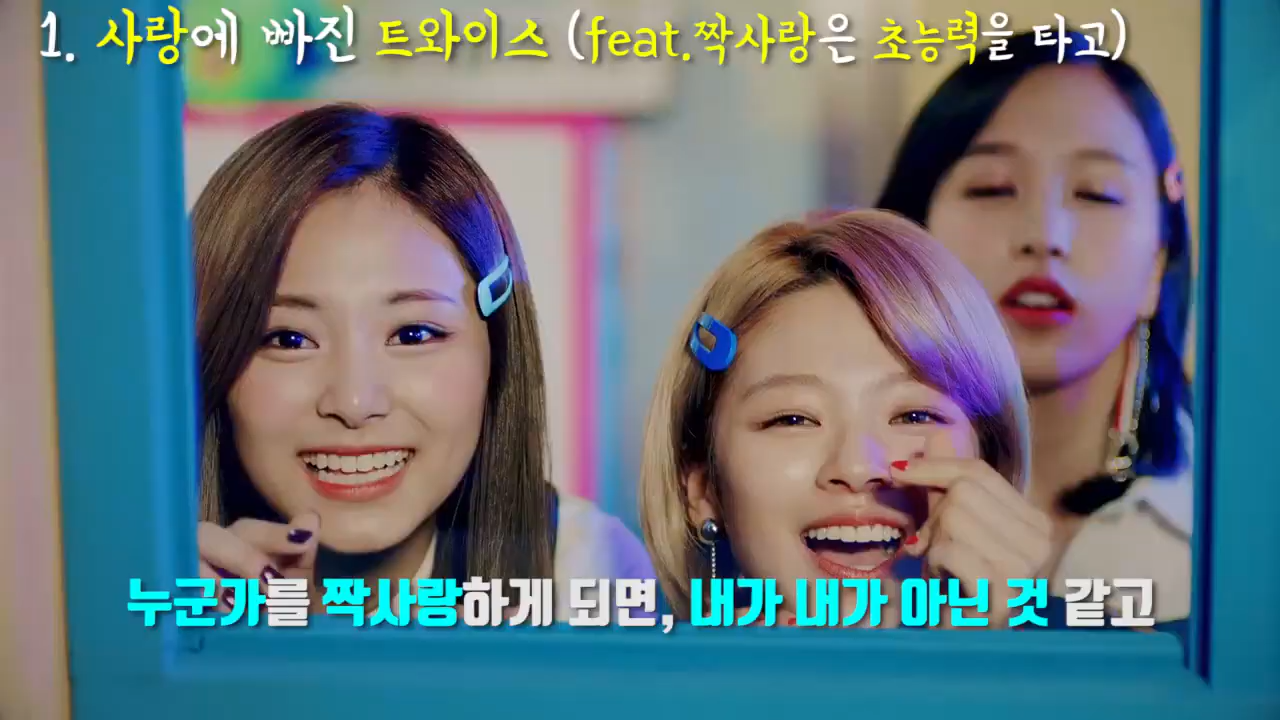 1. 사랑에 빠진 트와이스 (feat.짝사랑은 초능력을 타고)
누군가를 짝사랑하게 되면, 내가 내가 아닌 것 같고